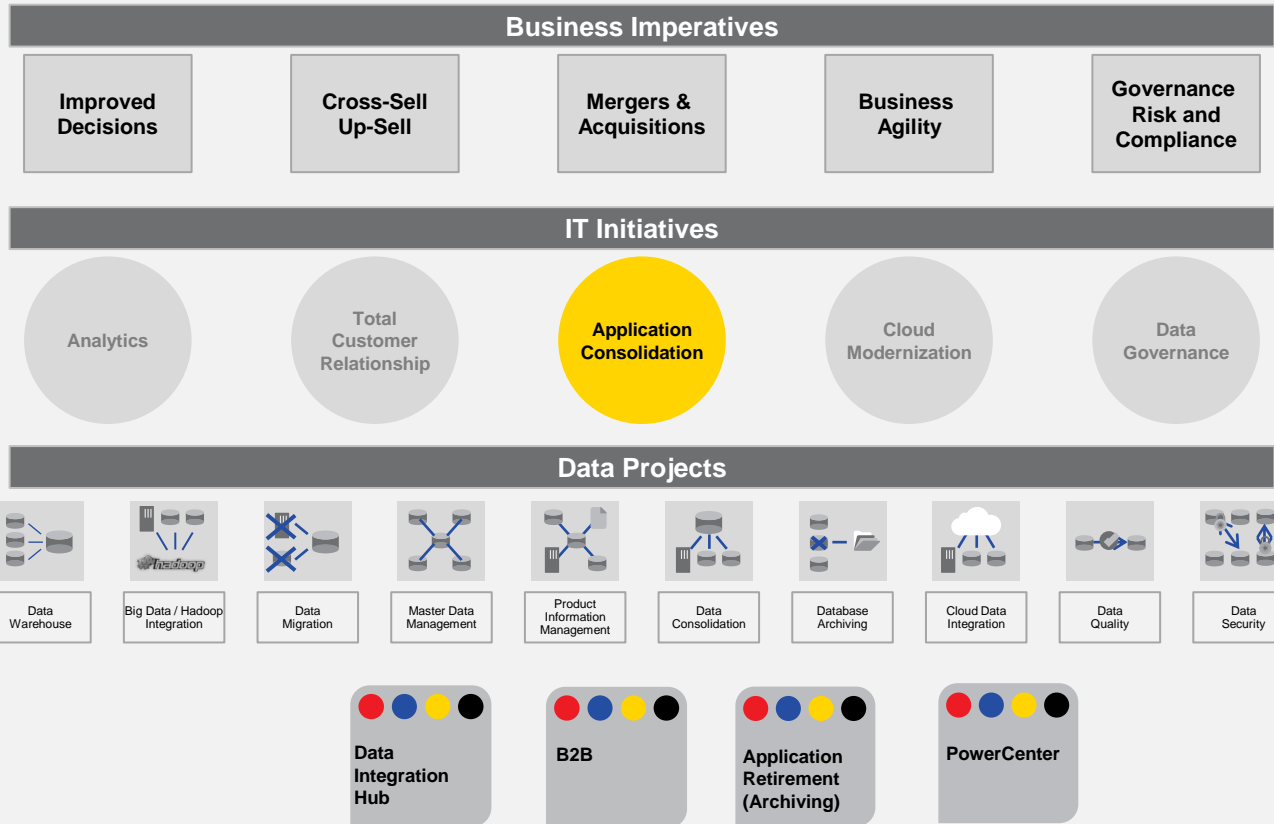 Business Imperatives
Improved
Decisions
Cross-Sell
Up-Sell
Mergers &
Acquisitions
Business
Agility
Governance
Risk and
Compliance
IT Initiatives
Analytics
Total
Customer
Relationship
Application
Consolidation
Cloud
Modernization
Data
Governance
Data Projects
hadoop
Data
Warehouse
Big Data / Hadoop
Integration
Data
Migration
Master Data
Management
Product
Information
Management
Data
Consolidation
Database
Archiving
Cloud Data
Integration
Data
Quality
Data
Security
Data
Integration
Hub
B2B
Application
Retirement
(Archiving)
PowerCenter